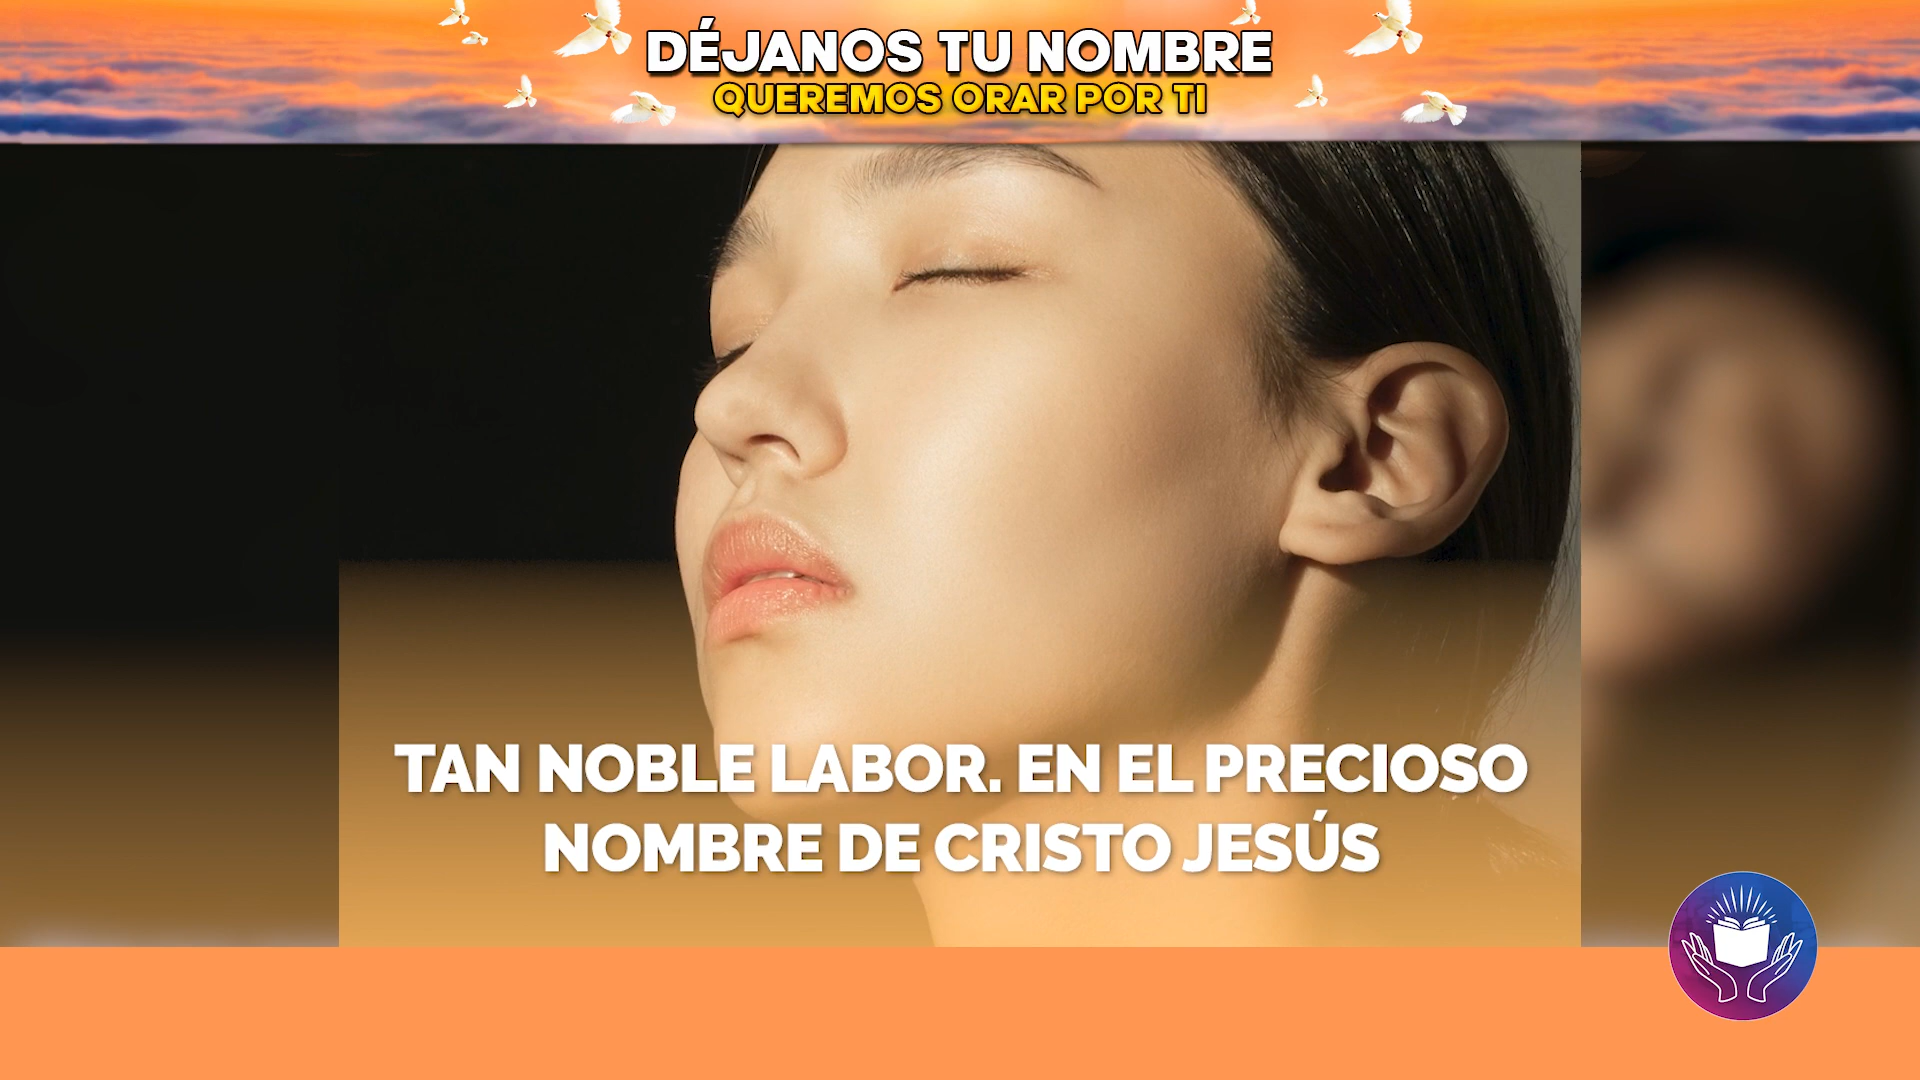 DÉJANOS TU NOMBRE
QUEREMOS ORAR POR TI
TAN NOBLE LABOR. EN EL PRECIOSO
NOMBRE DE CRISTO JESÚS